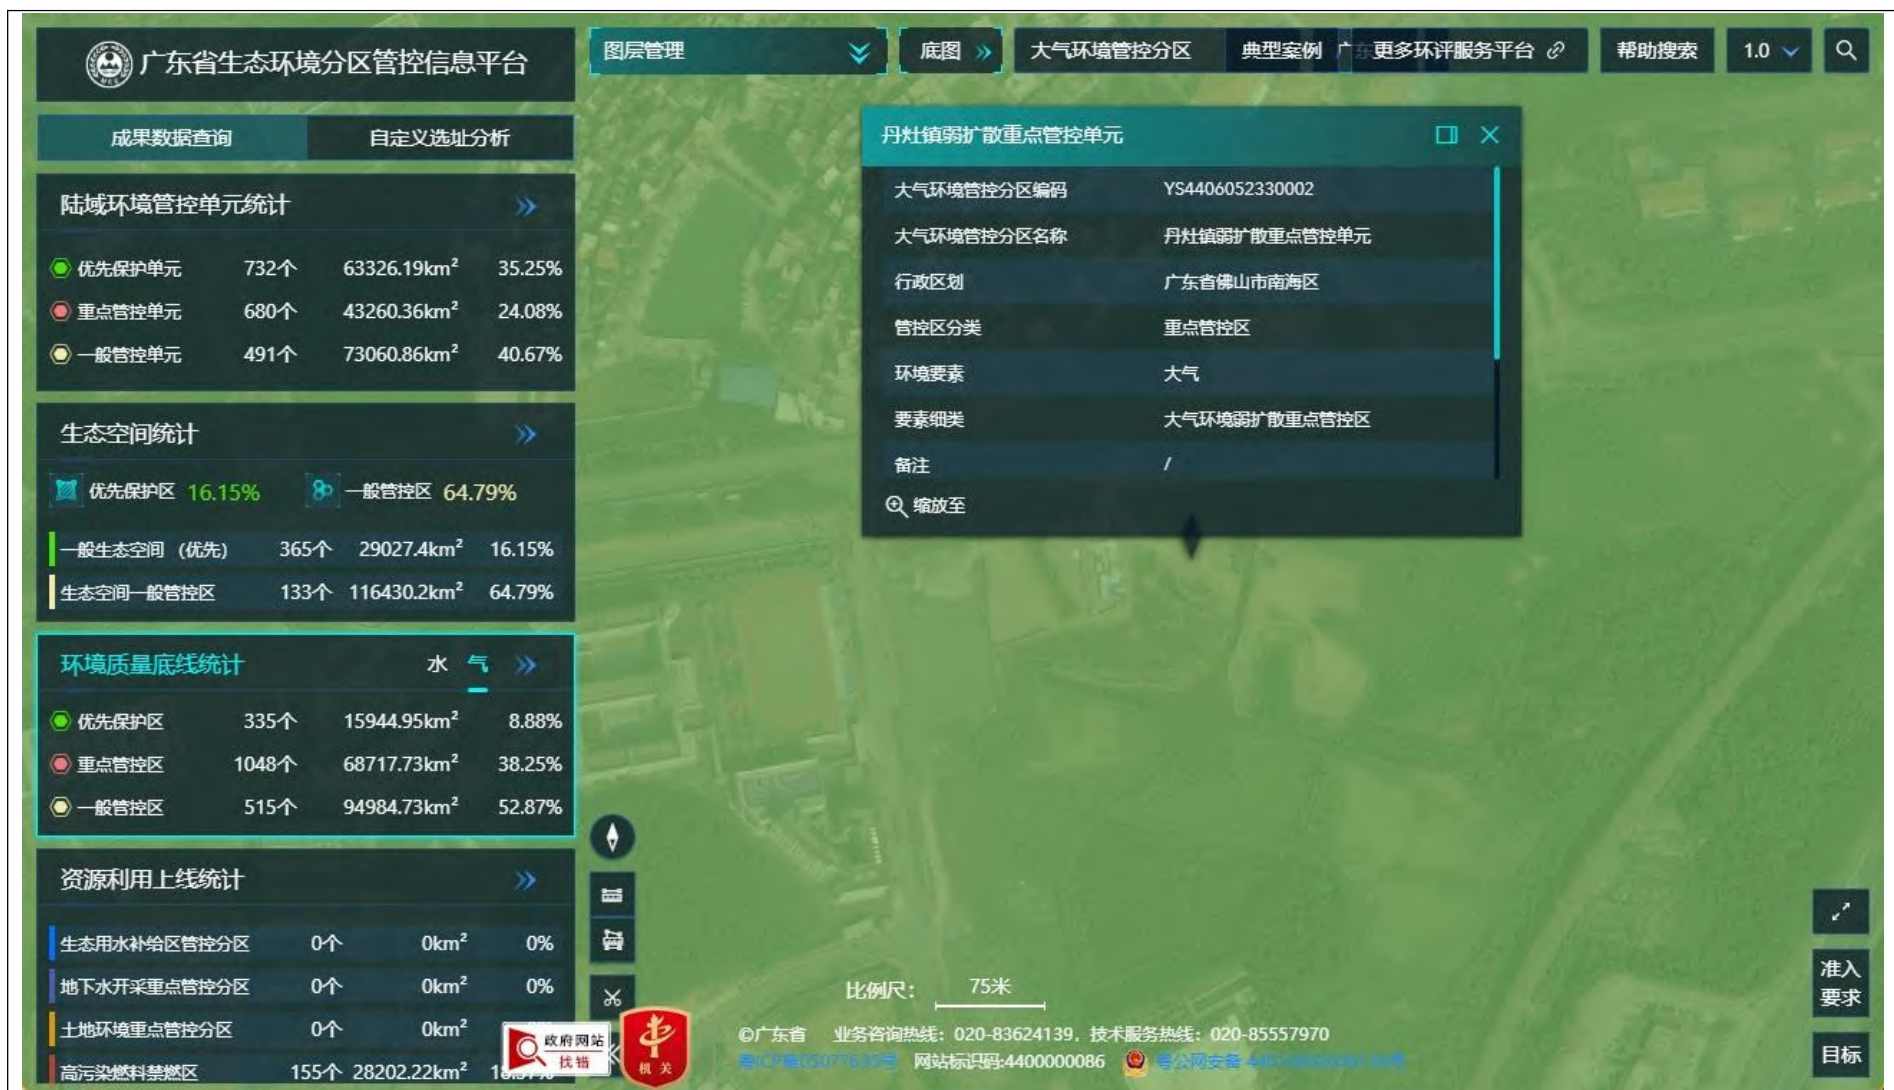 广东省生态环境分区管控信息平台
图层管理
底图
大气环境管控分区
典型案例
更多环评服务平台
帮助搜索
1.0
成果数据查询
自定义选址分析
陆域环境管控单元统计
优先保护单元 732个 63326.19km² 35.25%
重点管控单元 680个 43260.36km² 24.08%
一般管控单元 491个 73060.86km² 40.67%
生态空间统计
优先保护区 16.15% 一般管控区 64.79%
一般生态空间（优先） 365个 29027.4km² 16.15%
生态空间一般管控区 133个 116430.2km² 64.79%
环境质量底线统计 水 气
优先保护区 335个 15944.95km² 8.88%
重点管控区 1048个 68717.73km² 38.25%
一般管控区 515个 94984.73km² 52.87%
资源利用上线统计
生态用水补给区管控分区 0个 0km² 0%
地下水开采重点管控分区 0个 0km² 0%
土地环境重点管控分区 0个 0km²
高污染燃料禁燃区 155个 28202.22km²
丹灶镇弱扩散重点管控单元
大气环境管控分区编码 YS4406052330002
大气环境管控分区名称 丹灶镇弱扩散重点管控单元
行政区划 广东省佛山市南海区
管控区分类 重点管控区
环境要素 大气
要素细类 大气环境弱扩散重点管控区
备注 /
缩放至
比例尺： 75米
政府网站
找错
机关
©广东省 业务咨询热线：020-83624139，技术服务热线：020-85557970
网站标识码:4400000086 粤公网安备
准入
要求
目标